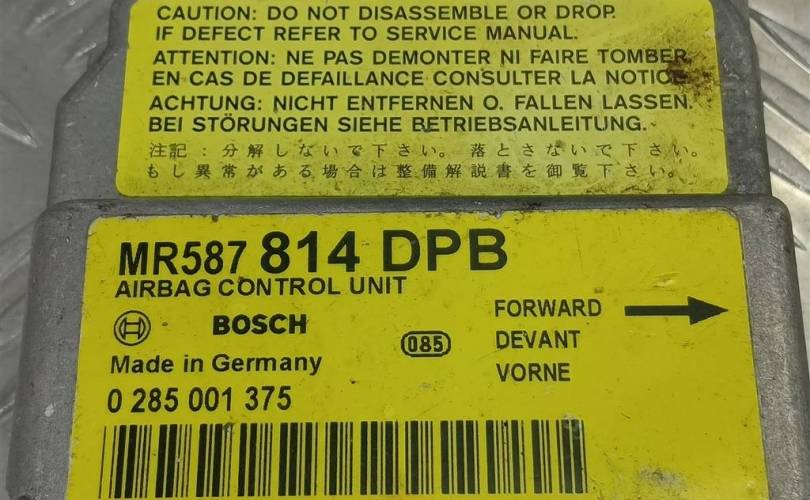 CAUTION: DO NOT DISASSEMBLE OR DROP.
IF DEFECT REFER TO SERVICE MANUAL.
ATTENTION: NE PAS DEMONTER NI FAIRE TOMBER.
EN CAS DE DEFAILLANCE CONSULTER LA NOTICE.
ACHTUNG: NICHT ENTFERNEN O. FALLEN LASSEN.
BEI STÖRUNGEN SIEHE BETRIEBSANLEITUNG.
注記：分解しないで下さい。落とさないで下さい。
もし異常がある場合は整備解説書を御覧下さい。
MR587 814 DPB
AIRBAG CONTROL UNIT
BOSCH
085
FORWARD
DEVANT
VORNE
Made in Germany
0 285 001 375